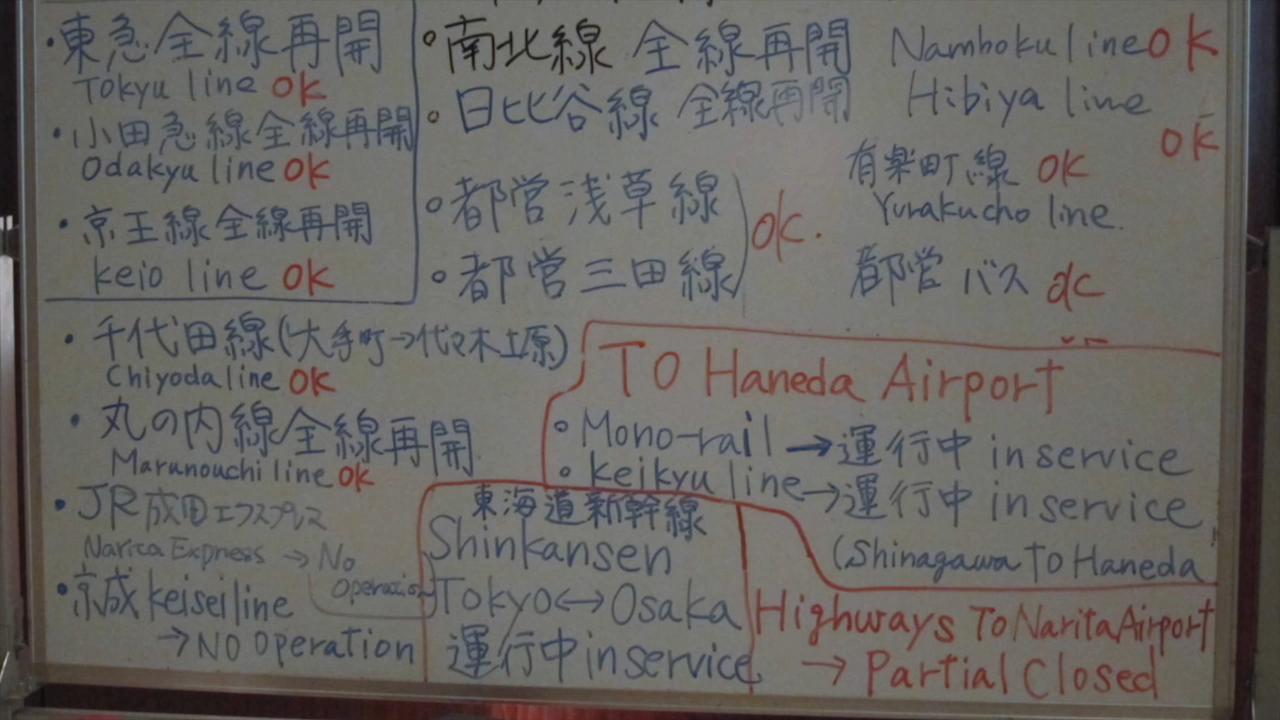 ・東急全線再開
Tokyu line OK
・小田急線全線再開
Odakyu line OK
・京王線全線再開
keio line OK
・千代田線(大手町→代々木上原)
Chiyoda line OK
・丸の内線全線再開
Marunouchi line OK
・JR成田エクスプレス
Narita Express → No
Operation
・京成 keisei line
→ NO Operation
○南北線 全線再開 Namboku line OK
○日比谷線 全線再開 Hibiya line
OK
○都営浅草線
○都営三田線
OK.
有楽町線 OK
Yurakucho line.
都営バス OK
TO Haneda Airport
○Mono-rail → 運行中 in service
○keikyu line → 運行中 in service
(Shinagawa To Haneda
東海道新幹線
Shinkansen
Tokyo ↔ Osaka
運行中 in service
Highways To Narita Airport
→ Partial Closed